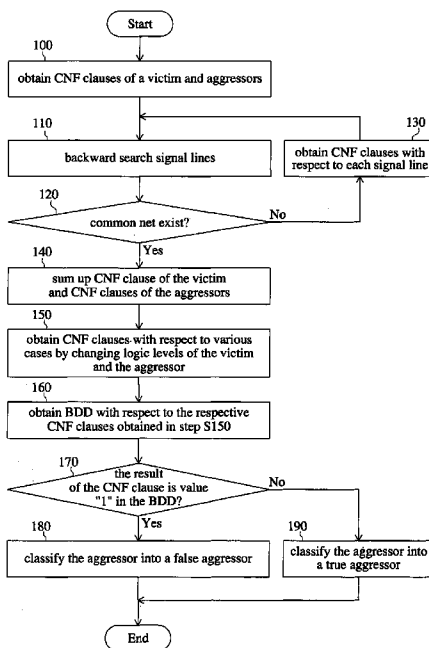 Start
100
obtain CNF clauses of a victim and aggressors
110
backward search signal lines
130
obtain CNF clauses with
respect to each signal line
120
common net exist?
No
Yes
140
sum up CNF clause of the victim
and CNF clauses of the aggressors
150
obtain CNF clauses with respect to various
cases by changing logic levels of the victim
and the aggressor
160
obtain BDD with respect to the respective
CNF clauses obtained in step S150
170
the result
of the CNF clause is value
"1" in the BDD?
No
Yes
180
classify the aggressor into a false aggressor
190
classify the aggressor into
a true aggressor
End